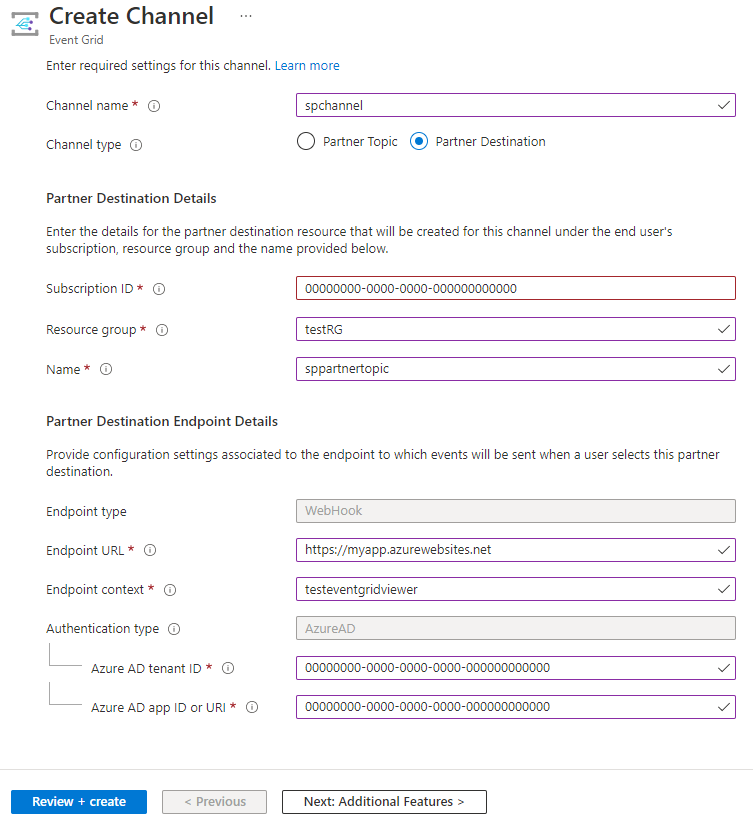 Create Channel ...
Event Grid
Enter required settings for this channel. Learn more
Channel name *
spchannel
Channel type
Partner Topic
Partner Destination
Partner Destination Details
Enter the details for the partner destination resource that will be created for this channel under the end user's
subscription, resource group and the name provided below.
Subscription ID *
00000000-0000-0000-000000000000
Resource group *
testRG
Name *
sppartnertopic
Partner Destination Endpoint Details
Provide configuration settings associated to the endpoint to which events will be sent when a user selects this partner
destination.
Endpoint type
WebHook
Endpoint URL *
https://myapp.azurewebsites.net
Endpoint context *
testeventgridviewer
Authentication type
AzureAD
Azure AD tenant ID *
00000000-0000-0000-0000-000000000000
Azure AD app ID or URI *
00000000-0000-0000-0000-000000000000
Review + create
< Previous
Next: Additional Features >